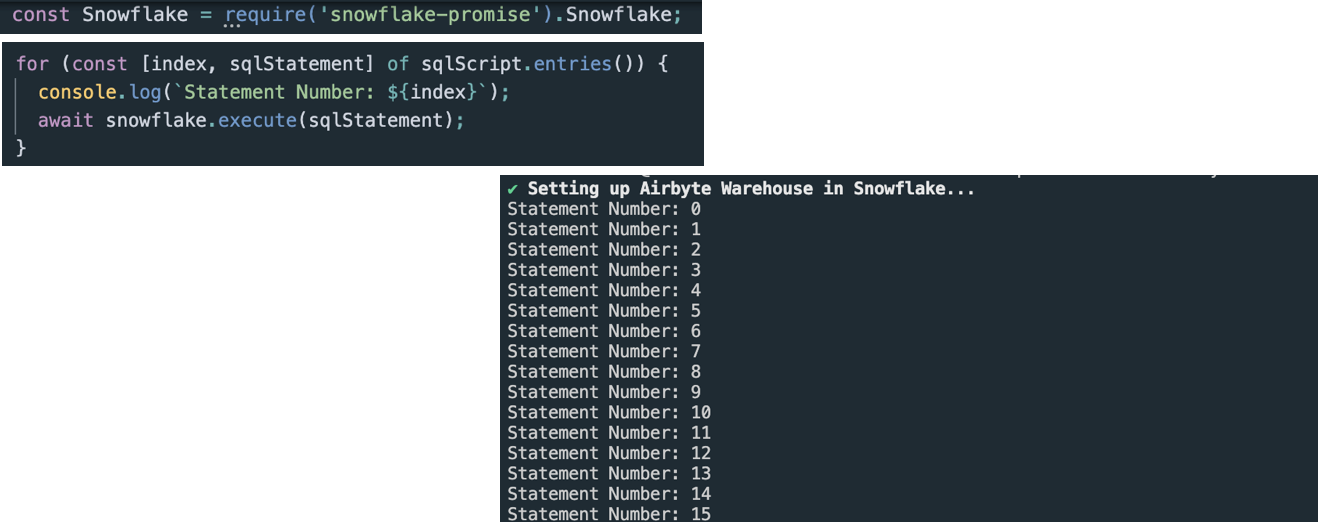 const Snowflake = require('snowflake-promise').Snowflake;
for (const [index, sqlStatement] of sqlScript.entries()) {
console.log(`Statement Number: ${index}`);
await snowflake.execute(sqlStatement);
}
✔ Setting up Airbyte Warehouse in Snowflake...
Statement Number: 0
Statement Number: 1
Statement Number: 2
Statement Number: 3
Statement Number: 4
Statement Number: 5
Statement Number: 6
Statement Number: 7
Statement Number: 8
Statement Number: 9
Statement Number: 10
Statement Number: 11
Statement Number: 12
Statement Number: 13
Statement Number: 14
Statement Number: 15